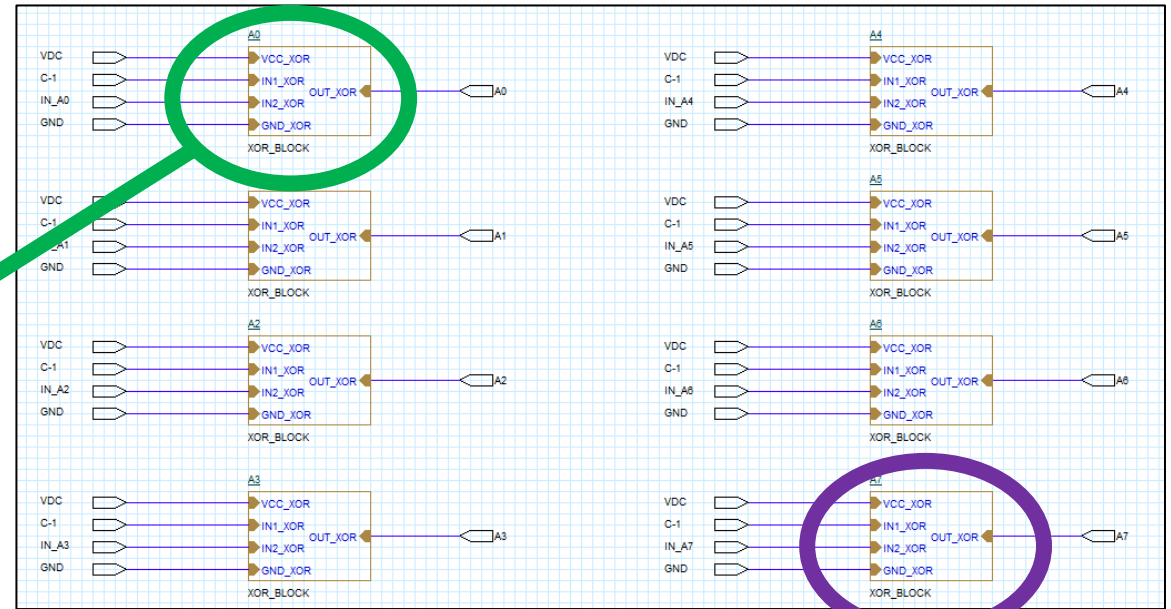 A0
VDC
C-1
IN_A0
GND
VCC_XOR
IN1_XOR
IN2_XOR
GND_XOR
OUT_XOR
A0
XOR_BLOCK
VDC
C-1
GND
VCC_XOR
IN1_XOR
IN2_XOR
GND_XOR
OUT_XOR
A1
XOR_BLOCK
A2
VDC
C-1
IN_A2
GND
VCC_XOR
IN1_XOR
IN2_XOR
GND_XOR
OUT_XOR
A2
XOR_BLOCK
A3
VDC
C-1
IN_A3
GND
VCC_XOR
IN1_XOR
IN2_XOR
GND_XOR
OUT_XOR
A3
XOR_BLOCK
A4
VDC
C-1
IN_A4
GND
VCC_XOR
IN1_XOR
IN2_XOR
GND_XOR
OUT_XOR
A4
XOR_BLOCK
A5
VDC
C-1
IN_A5
GND
VCC_XOR
IN1_XOR
IN2_XOR
GND_XOR
OUT_XOR
A5
XOR_BLOCK
A6
VDC
C-1
IN_A6
GND
VCC_XOR
IN1_XOR
IN2_XOR
GND_XOR
OUT_XOR
A6
XOR_BLOCK
A7
VDC
C-1
IN_A7
GND
VCC_XOR
IN1_XOR
IN2_XOR
GND_XOR
OUT_XOR
A7
XOR_BLOCK